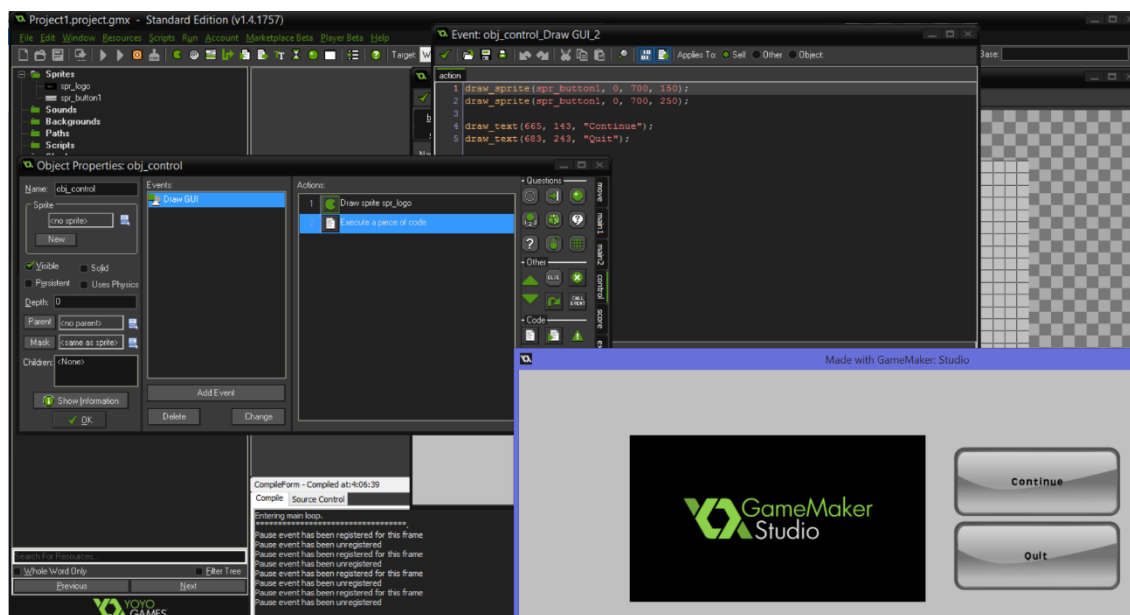 Project1.project.gmx - Standard Edition (v1.4.1757)
File Edit Window Resources Scripts Run Account Marketplace Beta Player Beta Help
Target: W
Sprites
spr_logo
spr_button1
Sounds
Backgrounds
Paths
Scripts
Event: obj_control_Draw GUI_2
Applies To: Self Other Object: 
Base:
action
1 draw_sprite(spr_button1, 0, 700, 150);
2 draw_sprite(spr_button1, 0, 700, 250);
3
4 draw_text(665, 143, "Continue");
5 draw_text(683, 243, "Quit");
Object Properties: obj_control
Name: obj_control
Sprite
<no sprite>
New
Visible Solid
Persistent Uses Physics
Depth: 0
Parent <no parent>
Mask <same as sprite>
Children: <None>
Show Information
OK
Events:
Draw GUI
Add Event
Delete Change
Actions:
1 Draw sprite spr_logo
2 Execute a piece of code
Questions
Other
ELSE
CALL EVENT
Code
move
main1
main2
control
score
Made with GameMaker: Studio
GameMaker
Studio
Continue
Quit
CompileForm - Compiled at:4:06:39
Compile Source Control
Entering main loop.
Pause event has been registered for this frame
Pause event has been unregistered
Pause event has been registered for this frame
Pause event has been unregistered
Pause event has been registered for this frame
Pause event has been unregistered
Pause event has been registered for this frame
Pause event has been unregistered
Search For Resources...
Whole Word Only Filter Tree
Previous Next
YOYO
GAMES